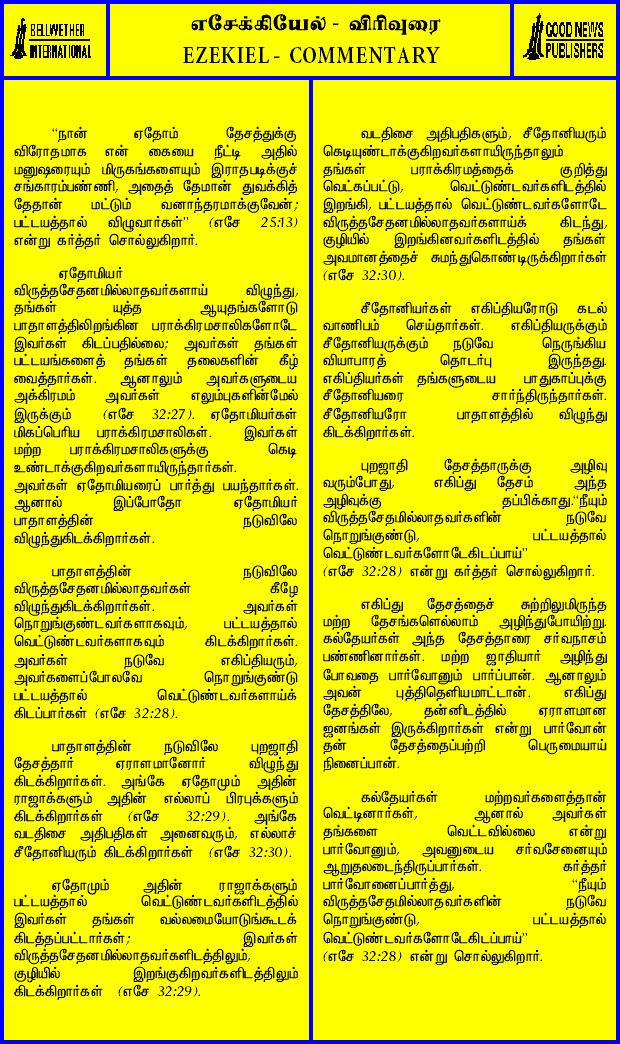 BELLWETHER
INTERNATIONAL
எசேக்கியேல் - விரிவுரை
EZEKIEL - COMMENTARY
GOOD NEWS
PUBLISHERS
“நான் ஏதோம் தேசத்துக்கு
விரோதமாக என் கையை நீட்டி அதில்
மனுஷரையும் மிருகங்களையும் இராதபடிக்குச்
சங்காரம்பண்ணி, அதைத் தேமான் துவக்கித்
தேதான் மட்டும் வனாந்தரமாக்குவேன்;
பட்டயத்தால் விழுவார்கள்” (எசே 25:13)
என்று கர்த்தர் சொல்லுகிறார்.
ஏதோமியர்
விருத்தசேதனமில்லாதவர்களாய் விழுந்து,
தங்கள் யுத்த ஆயுதங்களோடு
பாதாளத்திலிறங்கின பராக்கிரமசாலிகளோடே
இவர்கள் கிடப்பதில்லை; அவர்கள் தங்கள்
பட்டயங்களைத் தங்கள் தலைகளின் கீழ்
வைத்தார்கள். ஆனாலும் அவர்களுடைய
அக்கிரமம் அவர்கள் எலும்புகளின்மேல்
இருக்கும் (எசே 32:27). ஏதோமியர்கள்
மிகப்பெரிய பராக்கிரமசாலிகள். இவர்கள்
மற்ற பராக்கிரமசாலிகளுக்கு கெடி
உண்டாக்குகிறவர்களாயிருந்தார்கள்.
அவர்கள் ஏதோமியரைப் பார்த்து பயந்தார்கள்.
ஆனால் இப்போதோ ஏதோமியர்
பாதாளத்தின் நடுவிலே
விழுந்துகிடக்கிறார்கள்.
பாதாளத்தின் நடுவிலே
விருத்தசேதனமில்லாதவர்கள் கீழே
விழுந்துகிடக்கிறார்கள். அவர்கள்
நொறுங்குண்டவர்களாகவும், பட்டயத்தால்
வெட்டுண்டவர்களாகவும் கிடக்கிறார்கள்.
அவர்கள் நடுவே எகிப்தியரும்,
அவர்களைப்போலவே நொறுங்குண்டு
பட்டயத்தால் வெட்டுண்டவர்களாய்க்
கிடப்பார்கள் (எசே 32:28).
பாதாளத்தின் நடுவிலே புறஜாதி
தேசத்தார் ஏராளமானோர் விழுந்து
கிடக்கிறார்கள். அங்கே ஏதோமும் அதின்
ராஜாக்களும் அதின் எல்லாப் பிரபுக்களும்
கிடக்கிறார்கள் (எசே 32:29). அங்கே
வடதிசை அதிபதிகள் அனைவரும், எல்லாச்
சீதோனியரும் கிடக்கிறார்கள் (எசே 32:30).
ஏதோமும் அதின் ராஜாக்களும்
பட்டயத்தால் வெட்டுண்டவர்களிடத்தில்
இவர்கள் தங்கள் வல்லமையோடுங்கூடக்
கிடத்தப்பட்டார்கள்; இவர்கள்
விருத்தசேதனமில்லாதவர்களிடத்திலும்,
குழியில் இறங்குகிறவர்களிடத்திலும்
கிடக்கிறார்கள் (எசே 32:29).
வடதிசை அதிபதிகளும், சீதோனியரும்
கெடியுண்டாக்குகிறவர்களாயிருந்தாலும்
தங்கள் பராக்கிரமத்தைக் குறித்து
வெட்கப்பட்டு, வெட்டுண்டவர்களிடத்தில்
இறங்கி, பட்டயத்தால் வெட்டுண்டவர்களோடே
விருத்தசேதனமில்லாதவர்களாய்க் கிடந்து,
குழியில் இறங்கினவர்களிடத்தில் தங்கள்
அவமானத்தைச் சுமந்துகொண்டிருக்கிறார்கள்
(எசே 32:30).
சீதோனியர்கள் எகிப்தியரோடு கடல்
வாணிபம் செய்தார்கள். எகிப்தியருக்கும்
சீதோனியருக்கும் நடுவே நெருங்கிய
வியாபாரத் தொடர்பு இருந்தது.
எகிப்தியர்கள் தங்களுடைய பாதுகாப்புக்கு
சீதோனியரை சார்ந்திருந்தார்கள்.
சீதோனியரோ பாதாளத்தில் விழுந்து
கிடக்கிறார்கள்.
புறஜாதி தேசத்தாருக்கு அழிவு
வரும்போது, எகிப்து தேசம் அந்த
அழிவுக்கு தப்பிக்காது.“நீயும்
விருத்தசேதமில்லாதவர்களின் நடுவே
நொறுங்குண்டு, பட்டயத்தால்
வெட்டுண்டவர்களோடேகிடப்பாய்”
(எசே 32:28) என்று கர்த்தர் சொல்லுகிறார்.
எகிப்து தேசத்தைச் சுற்றிலுமிருந்த
மற்ற தேசங்களெல்லாம் அழிந்துபோயிற்று.
கல்தேயர்கள் அந்த தேசத்தாரை சர்வநாசம்
பண்ணினார்கள். மற்ற ஜாதியார் அழிந்து
போவதை பார்வோனும் பார்ப்பான். ஆனாலும்
அவன் புத்திதெளியமாட்டான். எகிப்து
தேசத்திலே, தன்னிடத்தில் ஏராளமான
ஜனங்கள் இருக்கிறார்கள் என்று பார்வோன்
தன் தேசத்தைப்பற்றி பெருமையாய்
நினைப்பான்.
கல்தேயர்கள் மற்றவர்களைத்தான்
வெட்டினார்கள், ஆனால் அவர்கள்
தங்களை வெட்டவில்லை என்று
பார்வோனும், அவனுடைய சர்வசேனையும்
ஆறுதலடைந்திருப்பார்கள். கர்த்தர்
பார்வோனைப்பார்த்து, “நீயும்
விருத்தசேதமில்லாதவர்களின் நடுவே
நொறுங்குண்டு, பட்டயத்தால்
வெட்டுண்டவர்களோடேகிடப்பாய்”
(எசே 32:28) என்று சொல்லுகிறார்.